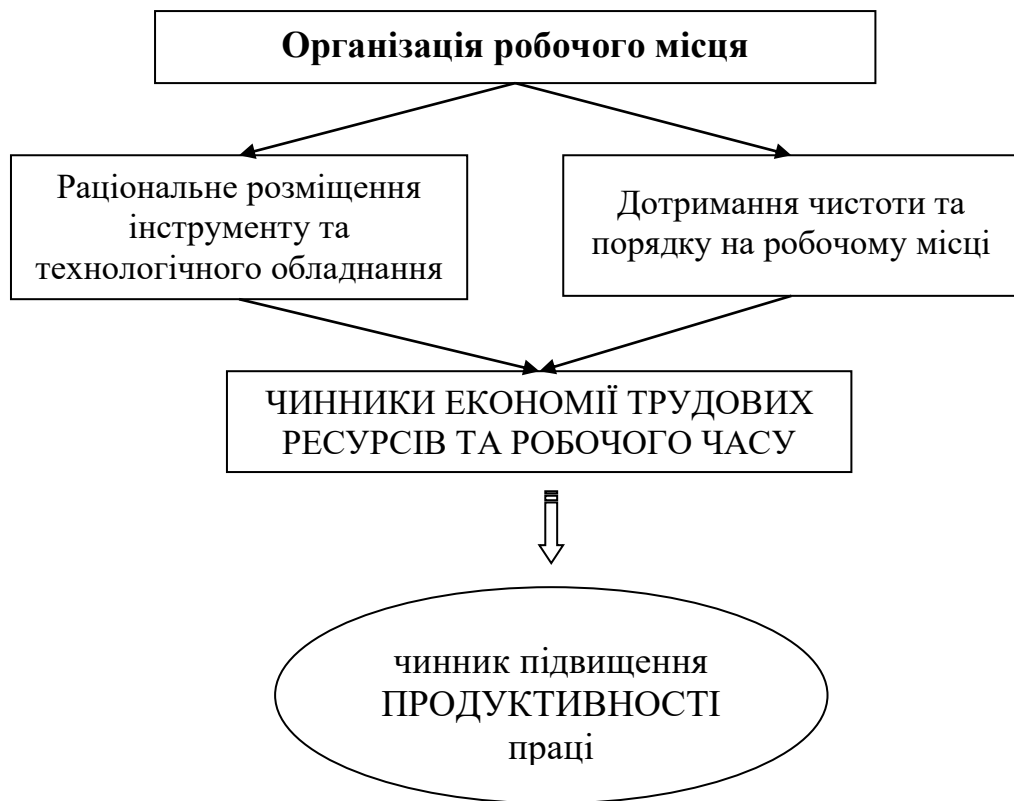 Організація робочого місця
Раціональне розміщення
інструменту та
технологічного обладнання
Дотримання чистоти та
порядку на робочому місці
ЧИННИКИ ЕКОНОМІЇ ТРУДОВИХ
РЕСУРСІВ ТА РОБОЧОГО ЧАСУ
чинник підвищення
ПРОДУКТИВНОСТІ
праці